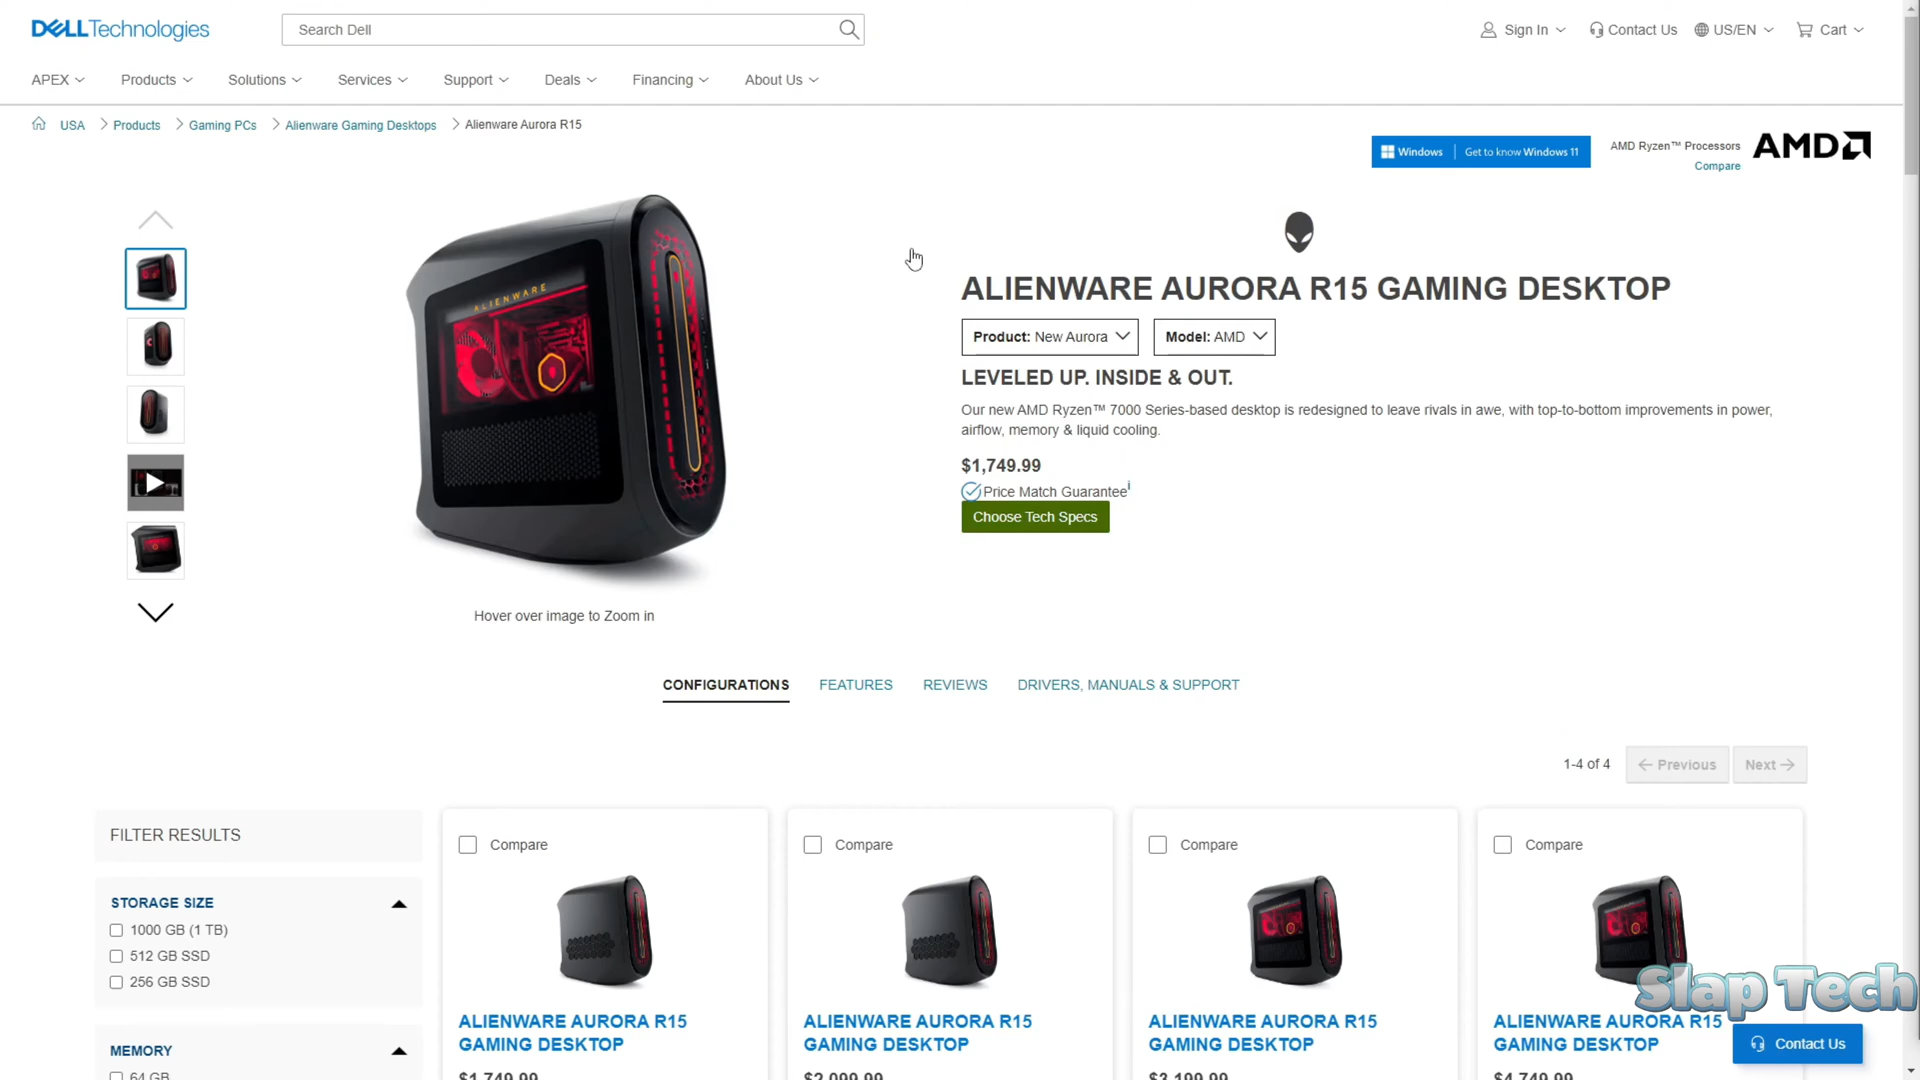 DELLTechnologies
Search Dell
Sign In
Contact Us
US/EN
Cart
APEX
Products
Solutions
Services
Support
Deals
Financing
About Us
USA
Products
Gaming PCs
Alienware Gaming Desktops
Alienware Aurora R15
Windows
Get to know Windows 11
AMD Ryzen™ Processors
Compare
AMD
ALIENWARE
ALIENWARE AURORA R15 GAMING DESKTOP
Product: New Aurora
Model: AMD
LEVELED UP. INSIDE & OUT.
Our new AMD Ryzen™ 7000 Series-based desktop is redesigned to leave rivals in awe, with top-to-bottom improvements in power,
airflow, memory & liquid cooling.
$1,749.99
Price Match Guarantee i
Choose Tech Specs
Hover over image to Zoom in
CONFIGURATIONS
FEATURES
REVIEWS
DRIVERS, MANUALS & SUPPORT
1-4 of 4
Previous
Next
FILTER RESULTS
STORAGE SIZE
1000 GB (1 TB)
512 GB SSD
256 GB SSD
MEMORY
64 GB
Compare
ALIENWARE AURORA R15
GAMING DESKTOP
$1,749.99
Compare
ALIENWARE AURORA R15
GAMING DESKTOP
$2,099.99
Compare
ALIENWARE AURORA R15
GAMING DESKTOP
$3,199.99
Compare
ALIENWARE AURORA R15
GAMING DESKTOP
$4,749.99
Slap Tech
Contact Us